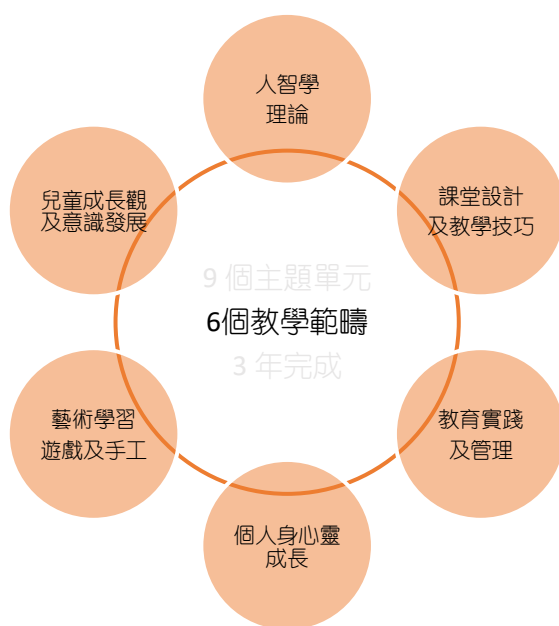 人智學
理論
課堂設計
及教學技巧
教育實踐
及管理
個人身心靈
成長
藝術學習
遊戲及手工
兒童成長觀
及意識發展
9 個主題單元
6個教學範疇
3 年完成